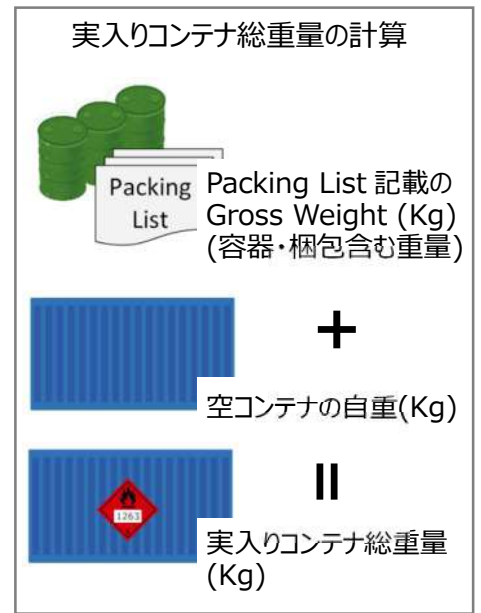 実入りコンテナ総重量の計算
Packing
List
Packing List 記載の
Gross Weight (Kg)
(容器・梱包含む重量)
+
空コンテナの自重(Kg)
=
1263
実入りコンテナ総重量
(Kg)